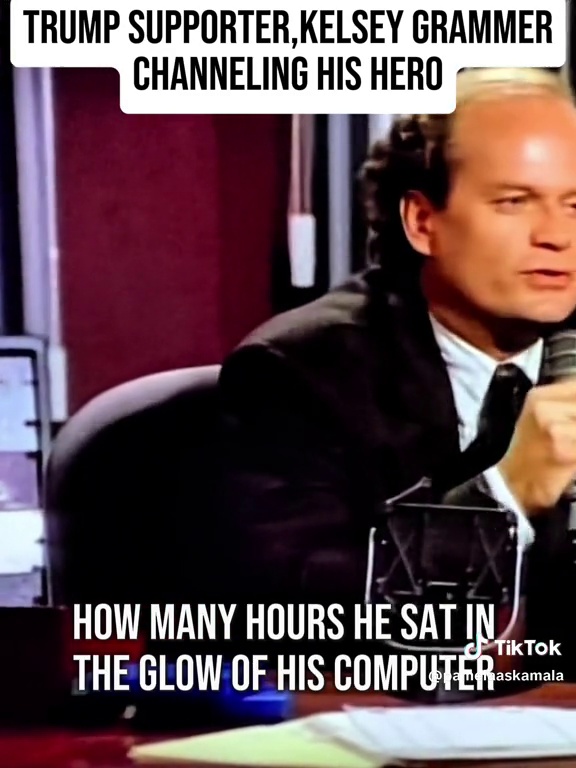 TRUMP SUPPORTER,KELSEY GRAMMER
CHANNELING HIS HERO
HOW MANY HOURS HE SAT IN
THE GLOW OF HIS COMPUTER
TikTok